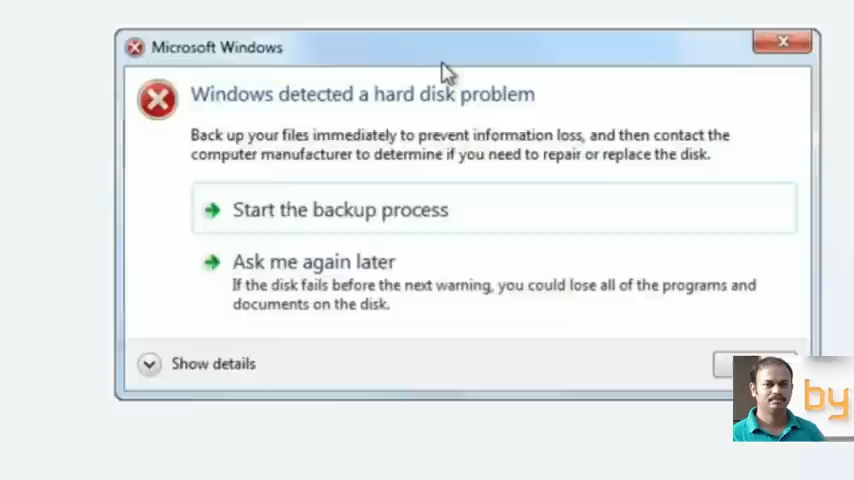 Microsoft Windows
Windows detected a hard disk problem
Back up your files immediately to prevent information loss, and then contact the
computer manufacturer to determine if you need to repair or replace the disk.
Start the backup process
Ask me again later
If the disk fails before the next warning, you could lose all of the programs and
documents on the disk.
Show details
by